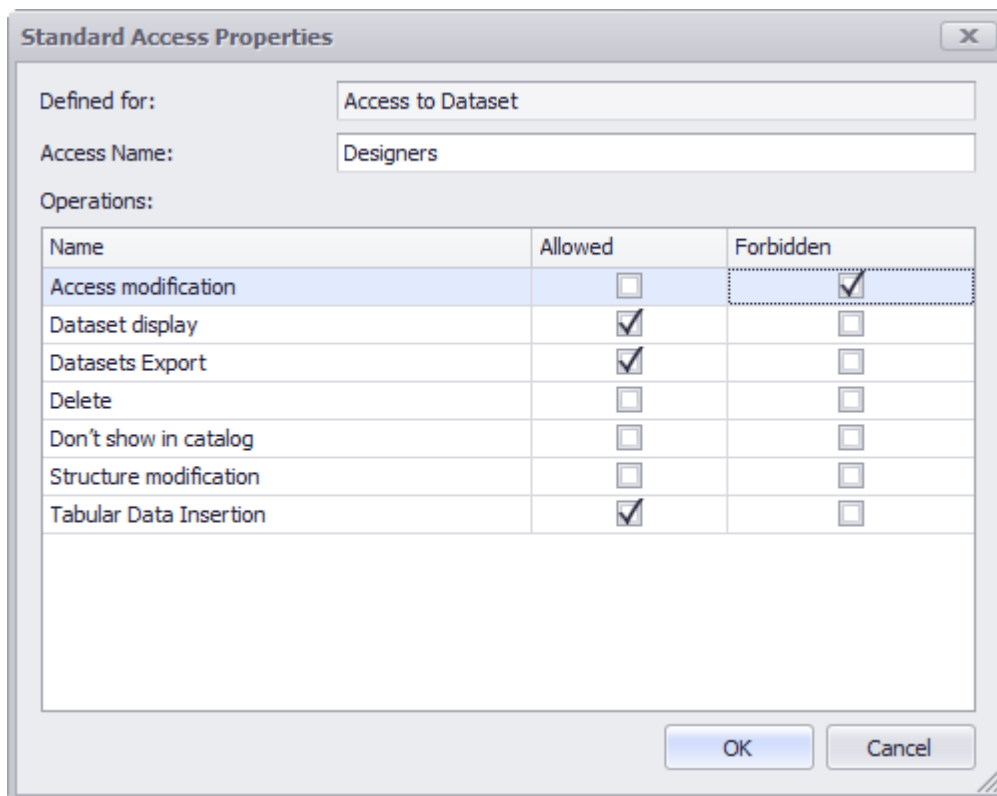 Standard Access Properties
Defined for: Access to Dataset
Access Name: Designers
Operations:
Name Allowed Forbidden
Access modification
Dataset display
Datasets Export
Delete
Don't show in catalog
Structure modification
Tabular Data Insertion
OK Cancel